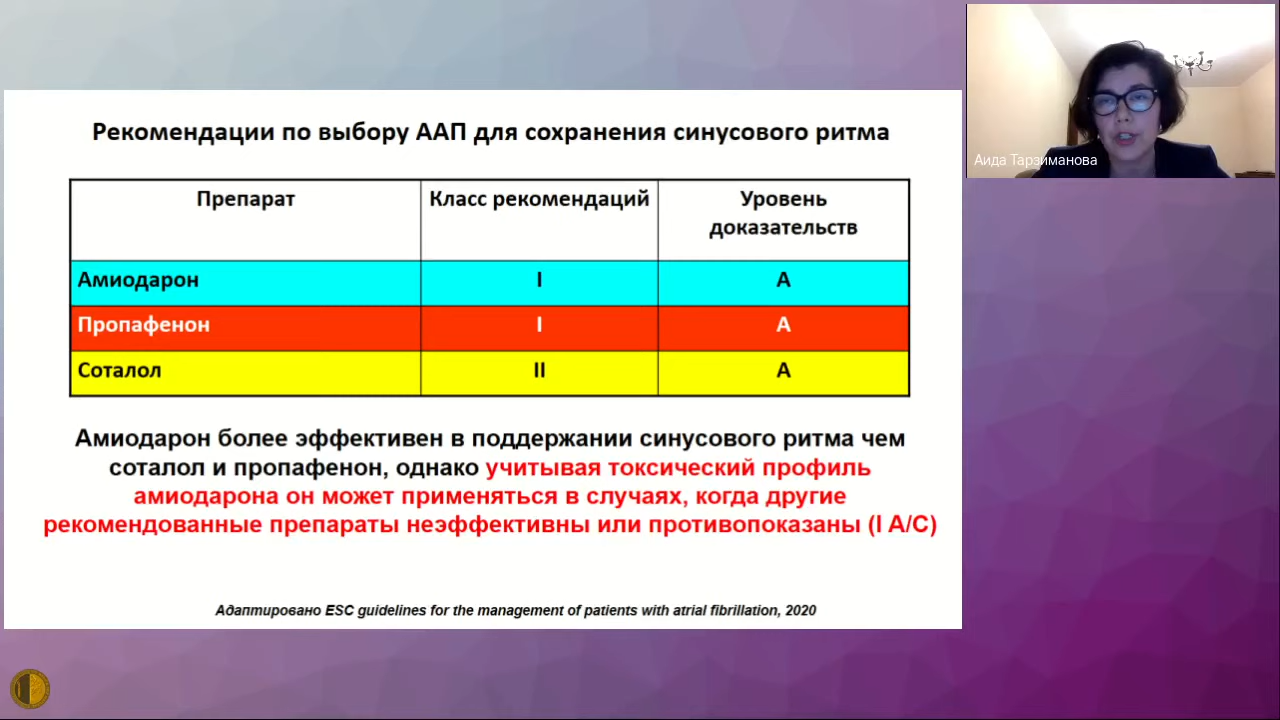 Рекомендации по выбору ААП для сохранения синусового ритма
Препарат
Класс рекомендаций
Уровень
доказательств
Амиодарон
I
А
Пропафенон
I
А
Соталол
II
А
Амиодарон более эффективен в поддержании синусового ритма чем
соталол и пропафенон, однако учитывая токсический профиль
амиодарона он может применяться в случаях, когда другие
рекомендованные препараты неэффективны или противопоказаны (I A/C)
Адаптировано ESC guidelines for the management of patients with atrial fibrillation, 2020
Аида Тарзиманова